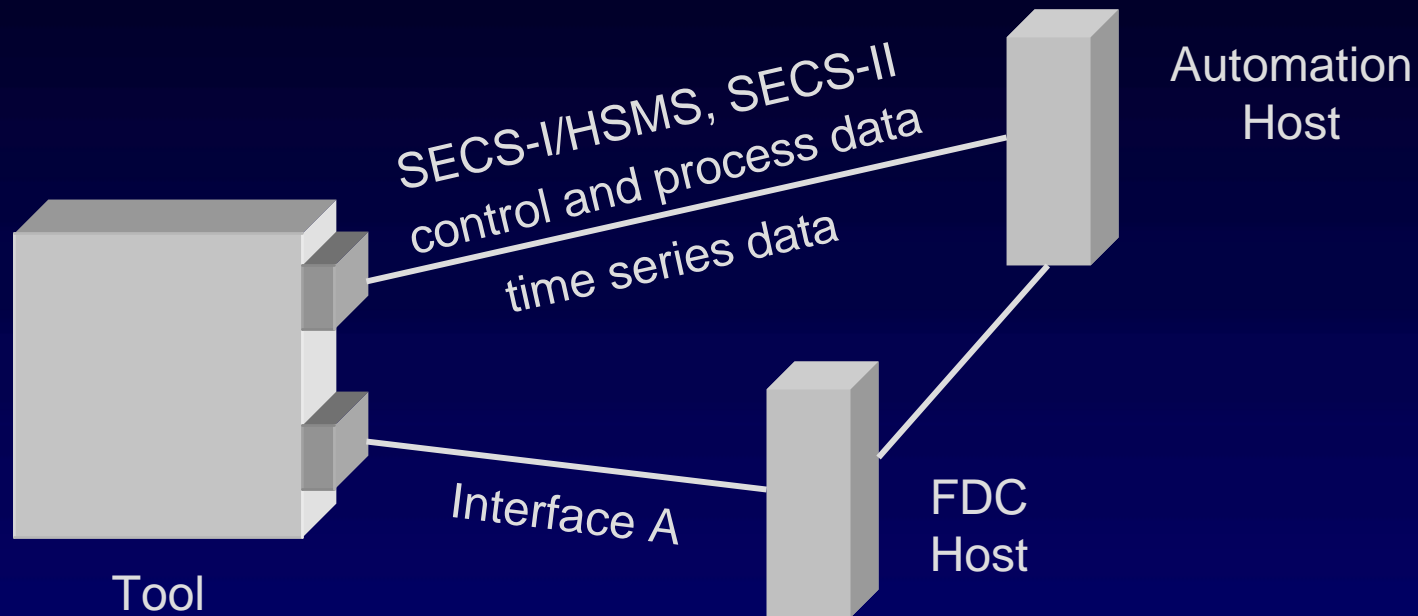 SECS-I/HSMS, SECS-II
control and process data
time series data
Automation
Host
Interface A
FDC
Host
Tool